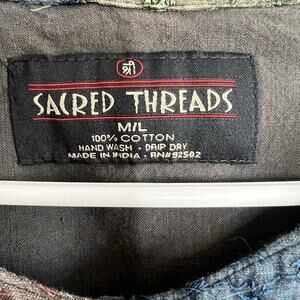 श्री
SACRED THREADS
M/L
100% COTTON
HAND WASH - DRIP DRY
MADE IN INDIA - RN#92502